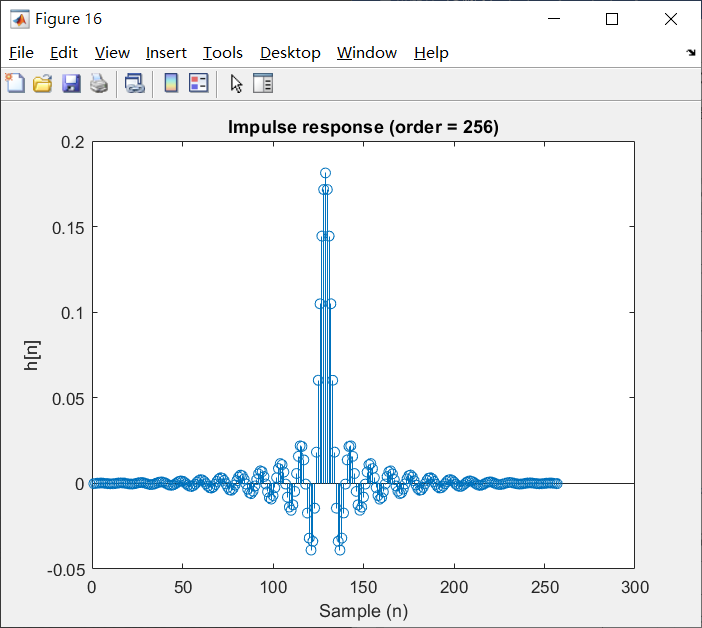 Figure 16
File Edit View Insert Tools Desktop Window Help
Impulse response (order = 256)
0.2
0.15
0.1
0.05
0
-0.05
h[n]
0 50 100 150 200 250 300
Sample (n)